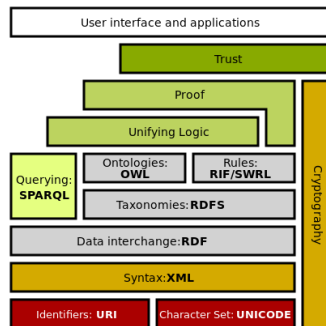 User interface and applications
Trust
Proof
Unifying Logic
Querying:
SPARQL
Ontologies:
OWL
Rules:
RIF/SWRL
Taxonomies:RDFS
Cryptography
Data interchange:RDF
Syntax:XML
Identifiers: URI
Character Set: UNICODE